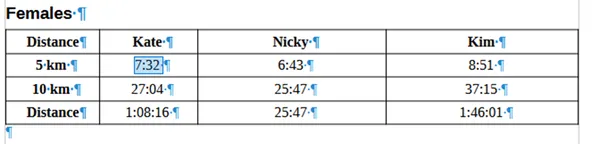 Females
Distance Kate Nicky Kim
5 km 7:32 6:43 8:51
10 km 27:04 25:47 37:15
Distance 1:08:16 25:47 1:46:01